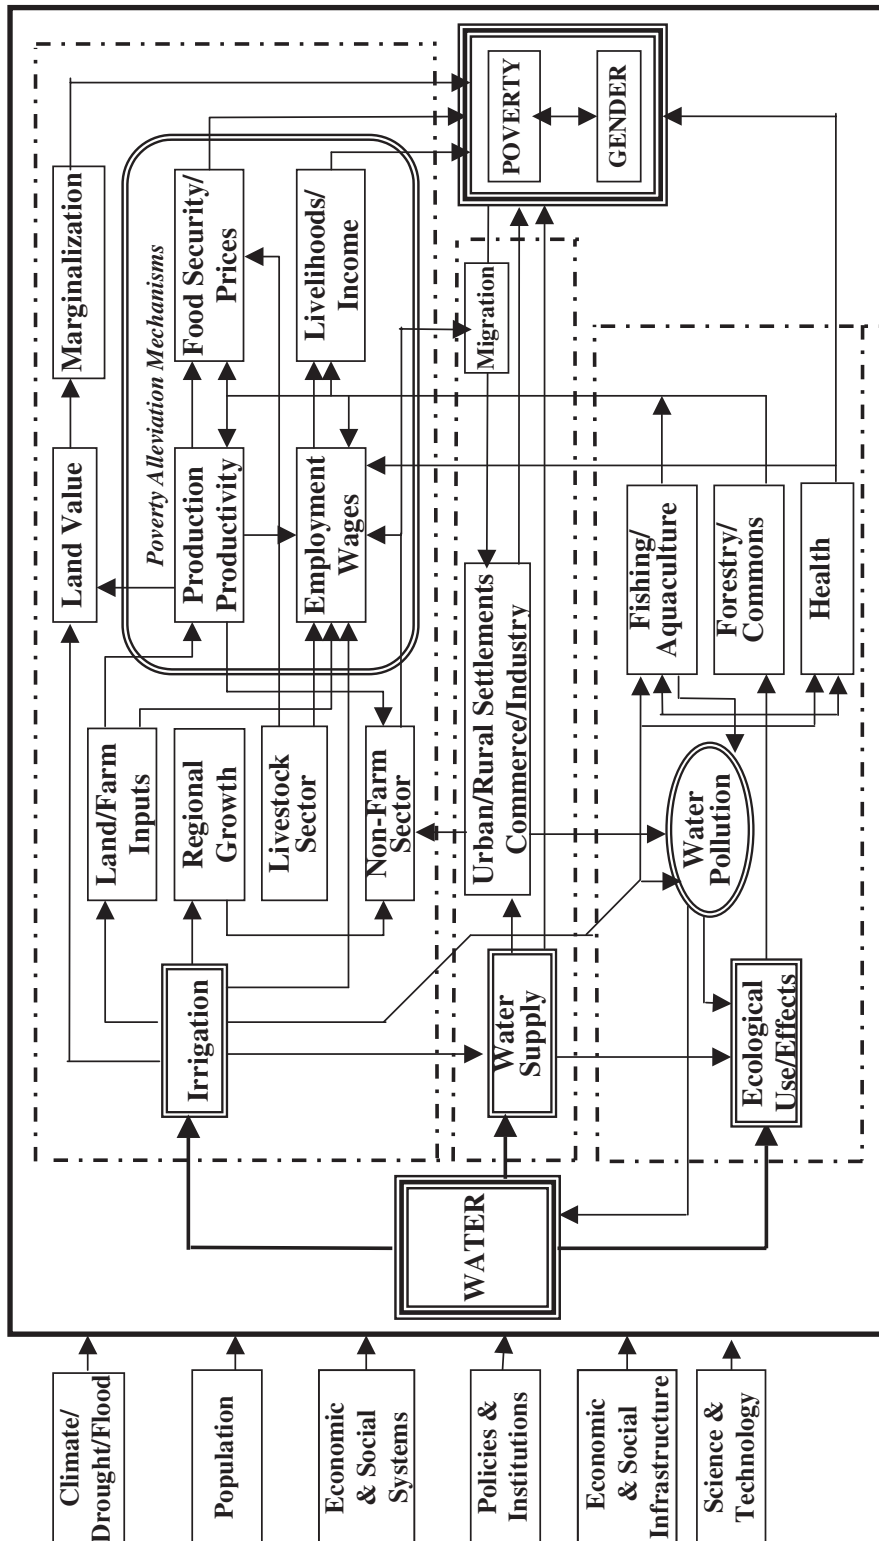 Climate/
Drought/Flood
Population
Economic
& Social
Systems
Policies &
Institutions
Economic
& Social
Infrastructure
Science &
Technology
WATER
Irrigation
Water
Supply
Ecological
Use/Effects
Land/Farm
Inputs
Regional
Growth
Livestock
Sector
Non-Farm
Sector
Urban/Rural Settlements
Commerce/Industry
Water
Pollution
Land Value
Poverty Alleviation Mechanisms
Production
Productivity
Employment
Wages
Fishing/
Aquaculture
Forestry/
Commons
Health
Marginalization
Food Security/
Prices
Livelihoods/
Income
Migration
POVERTY
GENDER